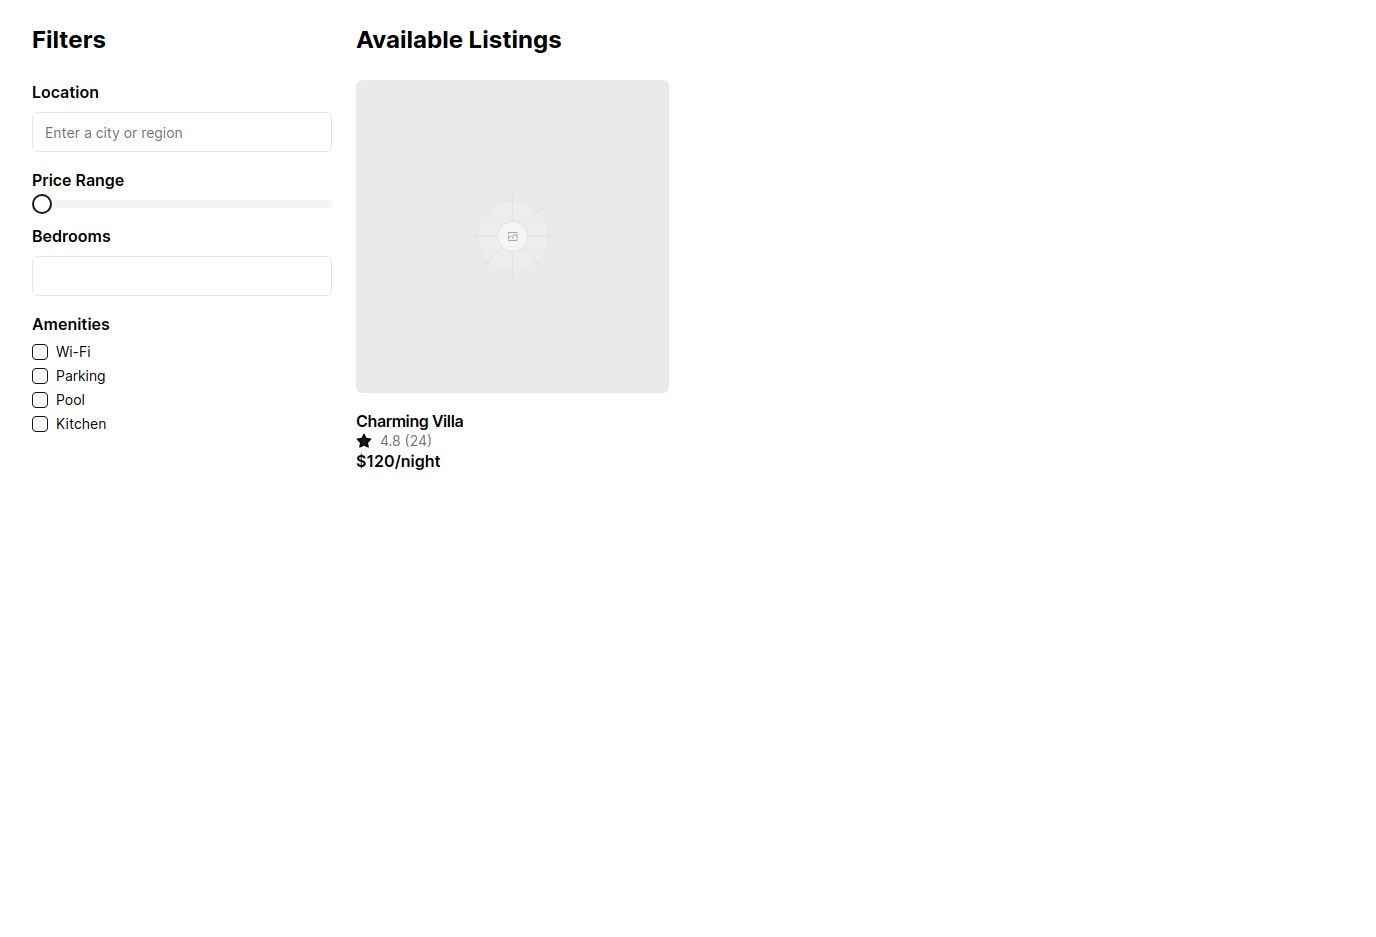 Filters
Location
Enter a city or region
Price Range
Bedrooms
Amenities
Wi-Fi
Parking
Pool
Kitchen
Available Listings
Charming Villa
4.8 (24)
$120/night